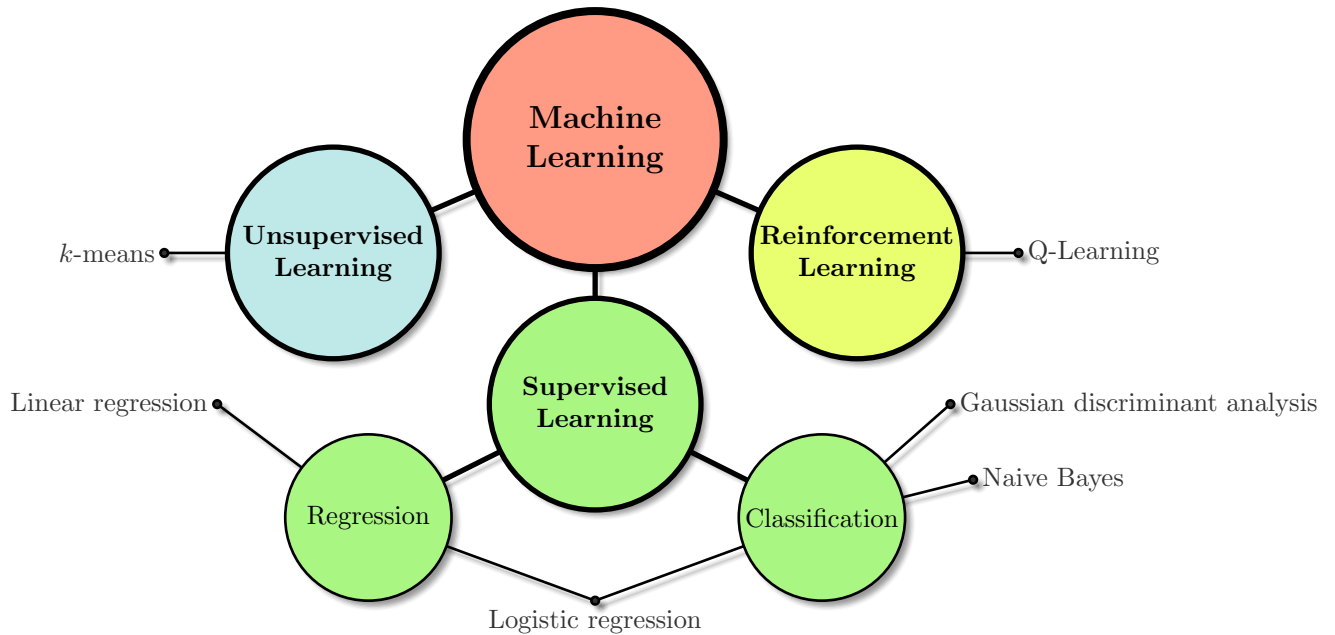 Machine
Learning
Unsupervised
Learning
Reinforcement
Learning
k-means
Q-Learning
Supervised
Learning
Linear regression
Gaussian discriminant analysis
Naive Bayes
Regression
Classification
Logistic regression